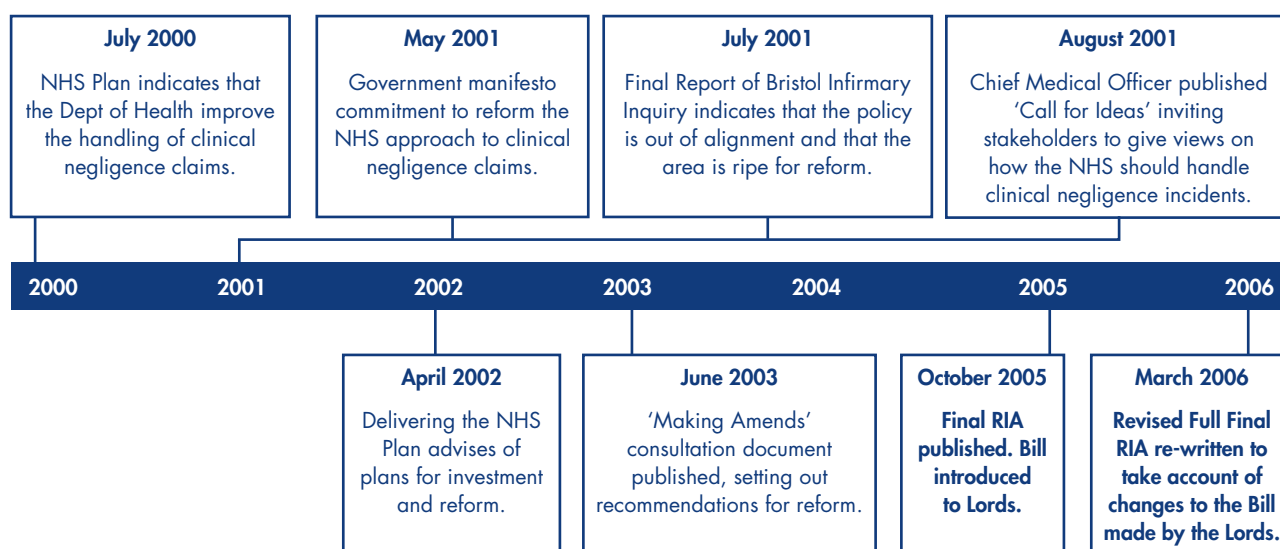 July 2000
NHS Plan indicates that
the Dept of Health improve
the handling of clinical
negligence claims.
May 2001
Government manifesto
commitment to reform the
NHS approach to clinical
negligence claims.
July 2001
Final Report of Bristol Infirmary
Inquiry indicates that the policy
is out of alignment and that the
area is ripe for reform.
August 2001
Chief Medical Officer published
‘Call for Ideas’ inviting
stakeholders to give views on
how the NHS should handle
clinical negligence incidents.
2000 2001 2002 2003 2004 2005 2006
April 2002
Delivering the NHS
Plan advises of
plans for investment
and reform.
June 2003
‘Making Amends’
consultation document
published, setting out
recommendations for reform.
October 2005
Final RIA
published. Bill
introduced
to Lords.
March 2006
Revised Full Final
RIA re-written to
take account of
changes to the Bill
made by the Lords.